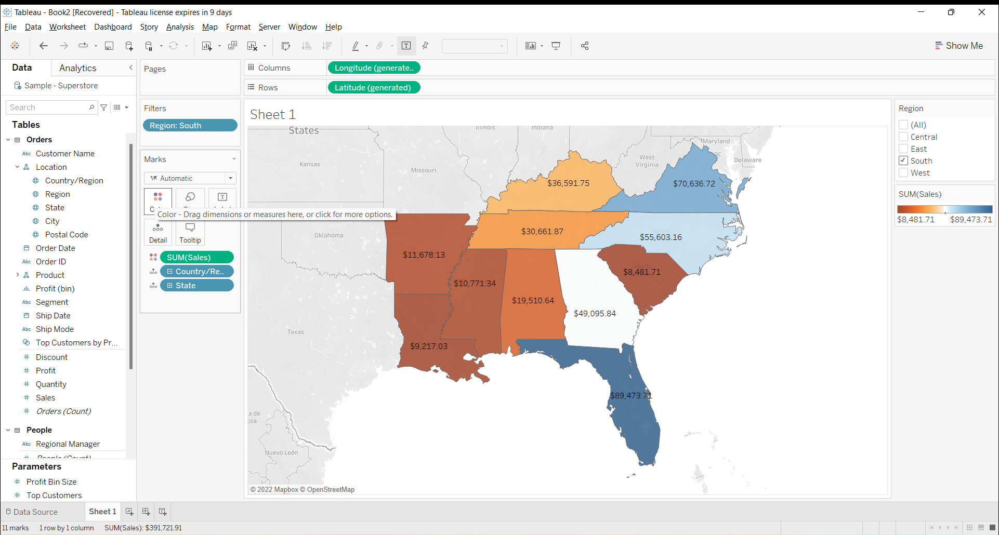 Tableau - Book2 [Recovered] - Tableau license expires in 9 days
File Data Worksheet Dashboard Story Analysis Map Format Server Window Help
Show Me
Data Analytics
Sample - Superstore
Search
Tables
Orders
Abc Customer Name
Location
Country/Region
Region
State
City
Postal Code
Order Date
Abc Order ID
Product
Profit (bin)
Abc Segment
Ship Date
Abc Ship Mode
Top Customers by Pr...
Discount
Profit
Quantity
Sales
Orders (Count)
People
Abc Regional Manager
People (Count)
Parameters
Profit Bin Size
Top Customers
Pages
Filters
Region: South
Marks
Automatic
Color - Drag dimensions or measures here, or click for more options.
Detail Tooltip
SUM(Sales)
Country/Re..
State
Columns Longitude (generate..
Rows Latitude (generated)
Sheet 1
States
Illinois
Indiana
Maryland
DC
Delaware
West
Virginia
Kansas
Missouri
Oklahoma
Texas
Nuevo León
a de
oza
North
South
$36,591.75
$70,636.72
$30,661.87
$55,603.16
$11,678.13
$8,481.71
$10,771.34
$19,510.64
$49,095.84
$9,217.03
$89,473.71
© 2022 Mapbox © OpenStreetMap
Region
(All)
Central
East
South
West
SUM(Sales)
$8,481.71 $89,473.71
Data Source Sheet 1
11 marks 1 row by 1 column SUM(Sales): $391,721.91